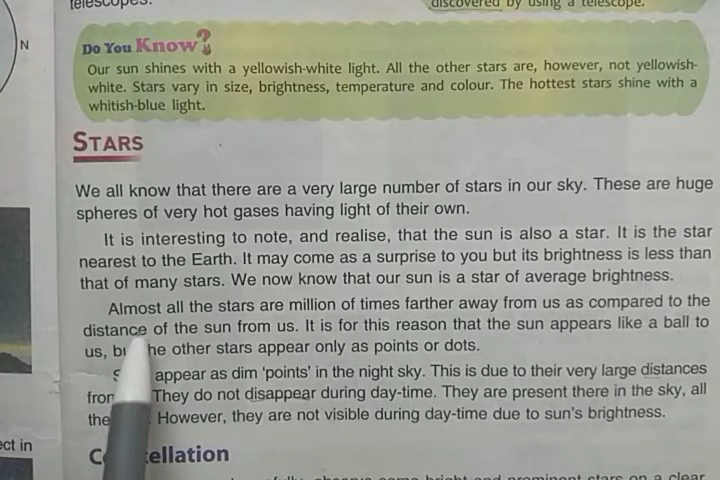 telescopes.
discovered by using a telescope.
N
Do You Know?
Our sun shines with a yellowish-white light. All the other stars are, however, not yellowish-
white. Stars vary in size, brightness, temperature and colour. The hottest stars shine with a
whitish-blue light.
STARS
We all know that there are a very large number of stars in our sky. These are huge
spheres of very hot gases having light of their own.
It is interesting to note, and realise, that the sun is also a star. It is the star
nearest to the Earth. It may come as a surprise to you but its brightness is less than
that of many stars. We now know that our sun is a star of average brightness.
Almost all the stars are million of times farther away from us as compared to the
distance of the sun from us. It is for this reason that the sun appears like a ball to
us, the other stars appear only as points or dots.
appear as dim 'points' in the night sky. This is due to their very large distances
They do not disappear during day-time. They are present there in the sky, all
However, they are not visible during day-time due to sun's brightness.
ect in